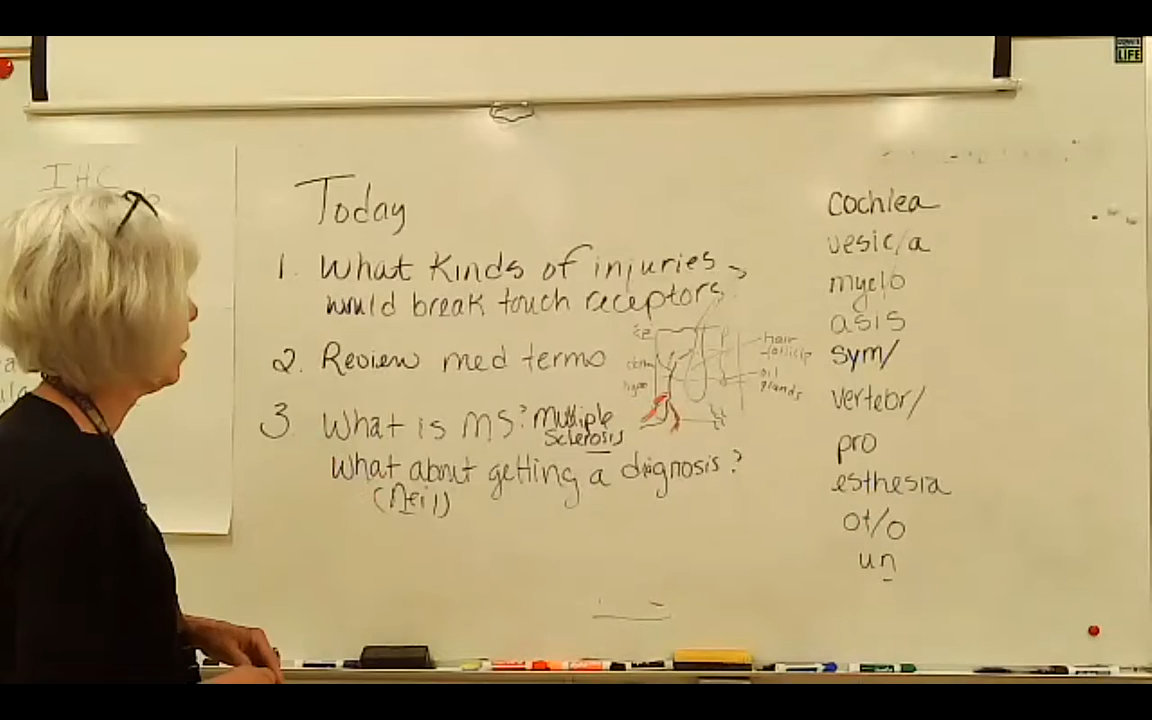 IHC
Today
1. What kinds of injuries
would break touch receptors?
2. Review med terms
3. What is MS? Multiple
Sclerosis
What about getting a diagnosis?
(Neil)
hair
follicle
oil
glands
Cochlea
vesic/a
myel/o
asis
sym/
vertebr/
pro
esthesia
ot/o
un
LIFE